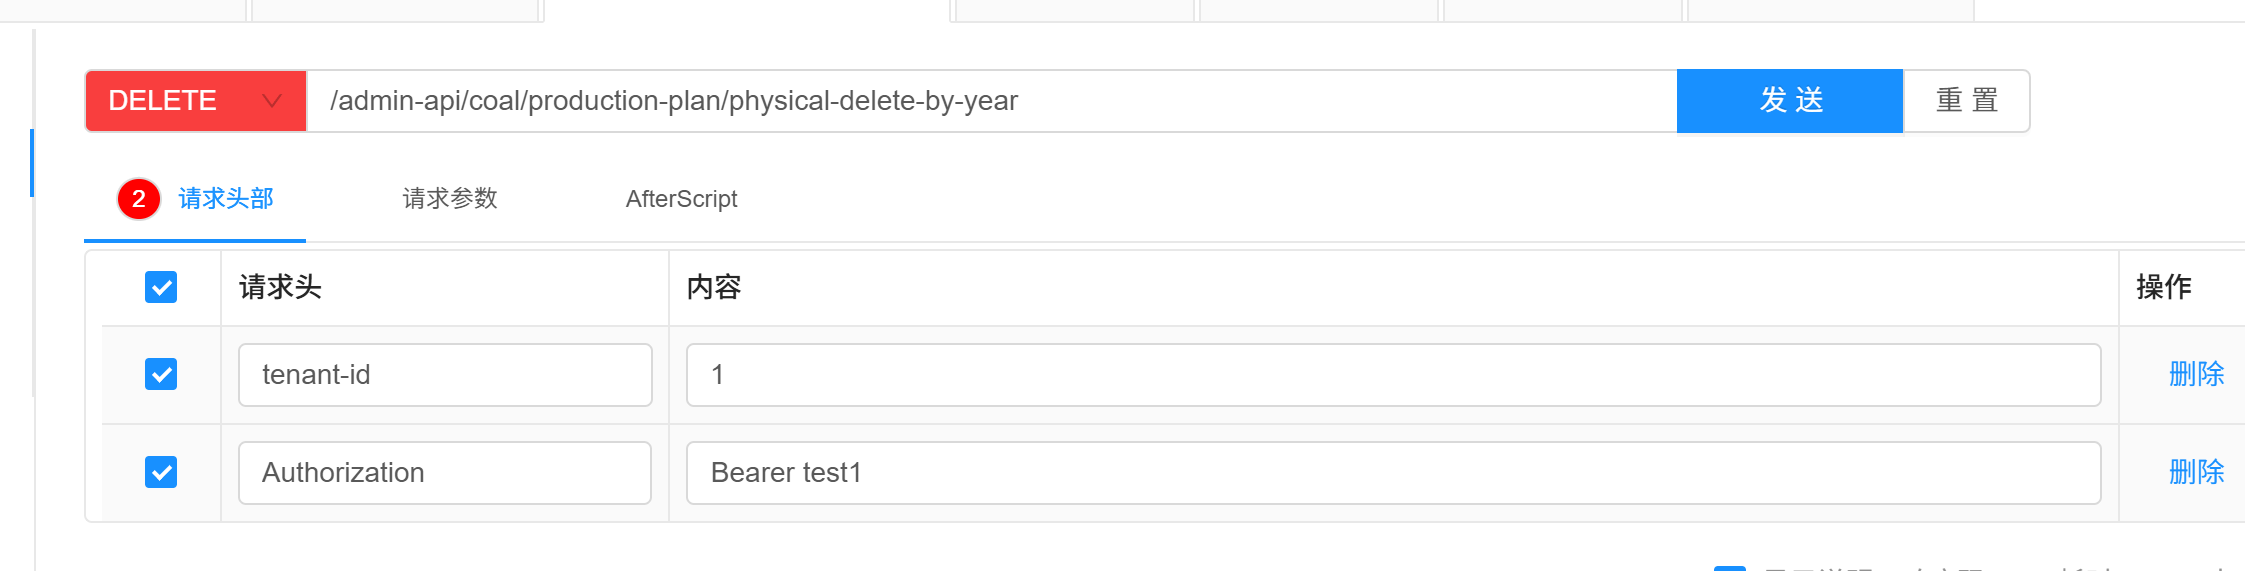 DELETE /admin-api/coal/production-plan/physical-delete-by-year 发 送 重 置
2 请求头部 请求参数 AfterScript
请求头 内容 操作
tenant-id 1 删除
Authorization Bearer test1 删除